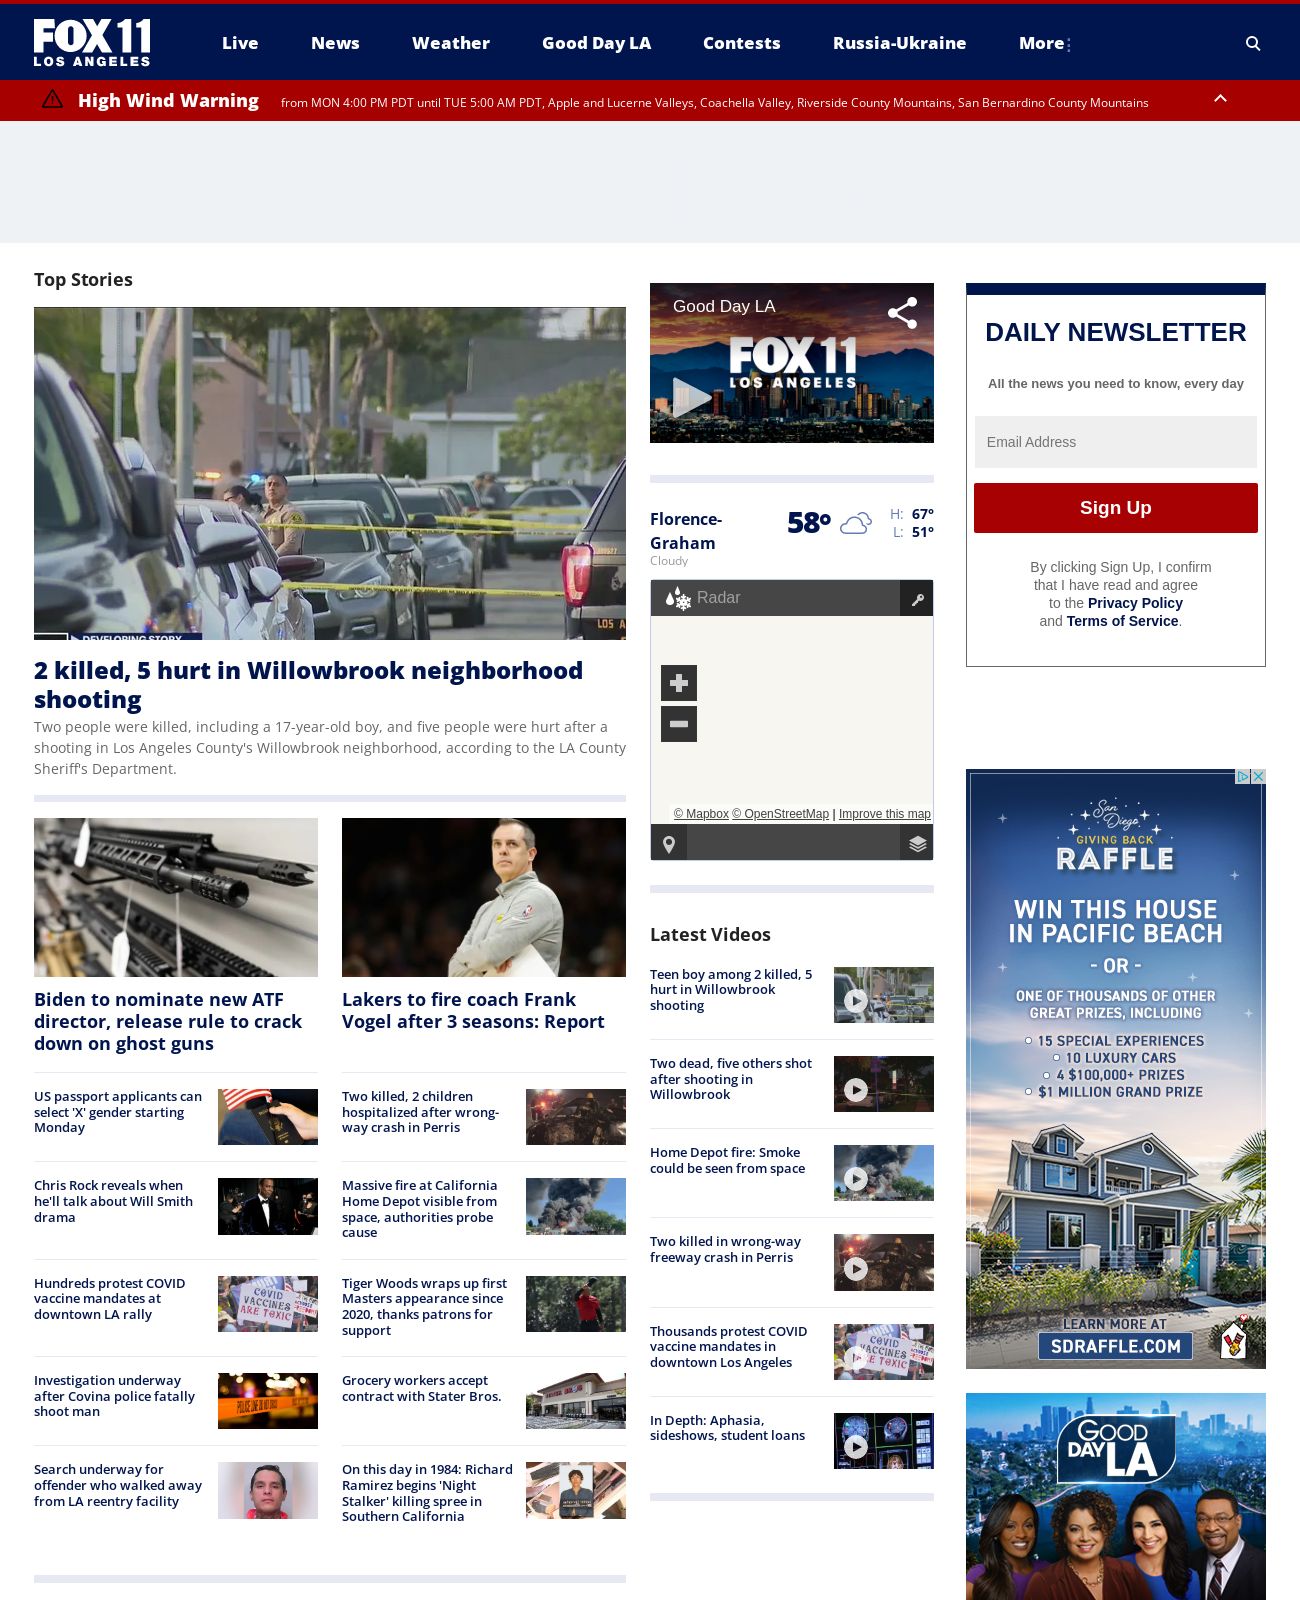 FOX 11
LOS ANGELES
Live
News
Weather
Good Day LA
Contests
Russia-Ukraine
More
High Wind Warning
from MON 4:00 PM PDT until TUE 5:00 AM PDT, Apple and Lucerne Valleys, Coachella Valley, Riverside County Mountains, San Bernardino County Mountains
Top Stories
LOS A
DEVELOPING STORY
2 killed, 5 hurt in Willowbrook neighborhood
shooting
Two people were killed, including a 17-year-old boy, and five people were hurt after a
shooting in Los Angeles County's Willowbrook neighborhood, according to the LA County
Sheriff's Department.
Biden to nominate new ATF
director, release rule to crack
down on ghost guns
Lakers to fire coach Frank
Vogel after 3 seasons: Report
US passport applicants can
select 'X' gender starting
Monday
Two killed, 2 children
hospitalized after wrong-
way crash in Perris
Chris Rock reveals when
he'll talk about Will Smith
drama
Massive fire at California
Home Depot visible from
space, authorities probe
cause
Hundreds protest COVID
vaccine mandates at
downtown LA rally
COVID
VACCINES
ARE TOXIC
Tiger Woods wraps up first
Masters appearance since
2020, thanks patrons for
support
Investigation underway
after Covina police fatally
shoot man
POLICE LINE DO NOT CROSS
Grocery workers accept
contract with Stater Bros.
Search underway for
offender who walked away
from LA reentry facility
On this day in 1984: Richard
Ramirez begins 'Night
Stalker' killing spree in
Southern California
Good Day LA
FOX 11
LOS ANGELES
Florence-
Graham
Cloudy
58°
H: 67°
L: 51°
Radar
© Mapbox © OpenStreetMap | Improve this map
Latest Videos
Teen boy among 2 killed, 5
hurt in Willowbrook
shooting
Two dead, five others shot
after shooting in
Willowbrook
Home Depot fire: Smoke
could be seen from space
Two killed in wrong-way
freeway crash in Perris
Thousands protest COVID
vaccine mandates in
downtown Los Angeles
COVID
VACCINES
ARE TOXIC
In Depth: Aphasia,
sideshows, student loans
DAILY NEWSLETTER
All the news you need to know, every day
Email Address
Sign Up
By clicking Sign Up, I confirm
that I have read and agree
to the Privacy Policy
and Terms of Service.
San
Diego
GIVING BACK
RAFFLE
WIN THIS HOUSE
IN PACIFIC BEACH
- OR -
ONE OF THOUSANDS OF OTHER
GREAT PRIZES, INCLUDING
15 SPECIAL EXPERIENCES
10 LUXURY CARS
4 $100,000+ PRIZES
$1 MILLION GRAND PRIZE
LEARN MORE AT
SDRAFFLE.COM
GOOD
DAY LA